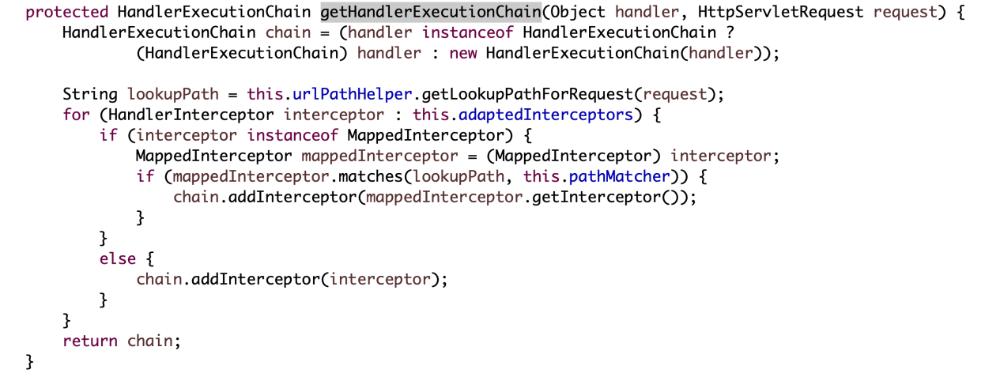 protected HandlerExecutionChain getHandlerExecutionChain(Object handler, HttpServletRequest request) {
    HandlerExecutionChain chain = (handler instanceof HandlerExecutionChain ?
            (HandlerExecutionChain) handler : new HandlerExecutionChain(handler));

    String lookupPath = this.urlPathHelper.getLookupPathForRequest(request);
    for (HandlerInterceptor interceptor : this.adaptedInterceptors) {
        if (interceptor instanceof MappedInterceptor) {
            MappedInterceptor mappedInterceptor = (MappedInterceptor) interceptor;
            if (mappedInterceptor.matches(lookupPath, this.pathMatcher)) {
                chain.addInterceptor(mappedInterceptor.getInterceptor());
            }
        }
        else {
            chain.addInterceptor(interceptor);
        }
    }
    return chain;
}